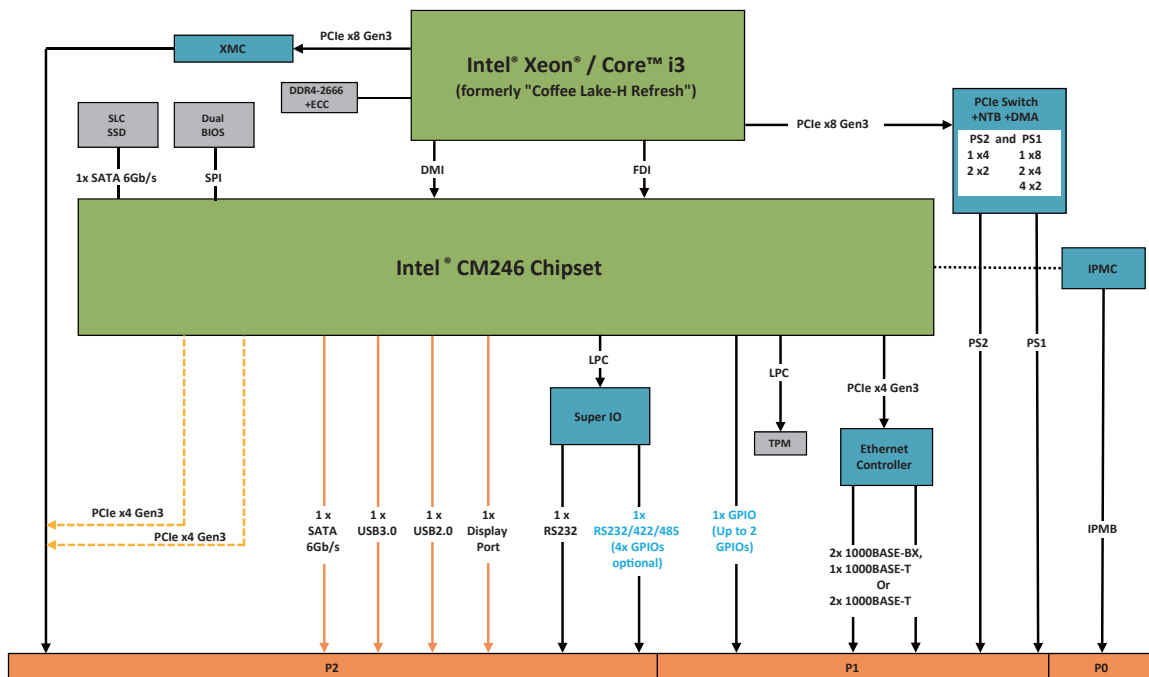 XMC
PCIe x8 Gen3
Intel® Xeon® / Core™ i3
(formerly "Coffee Lake-H Refresh")
DDR4-2666
+ECC
SLC
SSD
Dual
BIOS
PCIe x8 Gen3
PCIe Switch
+NTB +DMA
PS2 and PS1
1 x4 1 x8
2 x2 2 x4
4 x2
1x SATA 6Gb/s
SPI
DMI
FDI
Intel® CM246 Chipset
IPMC
LPC
LPC
PCIe x4 Gen3
PS2
PS1
Super IO
TPM
Ethernet
Controller
PCIe x4 Gen3
PCIe x4 Gen3
1 x
SATA
6Gb/s
1 x
USB3.0
1 x
USB2.0
1x
Display
Port
1 x
RS232
1x
RS232/422/485
(4x GPIOs
optional)
1x GPIO
(Up to 2
GPIOs)
2x 1000BASE-BX,
1x 1000BASE-T
Or
2x 1000BASE-T
IPMB
P2
P1
P0